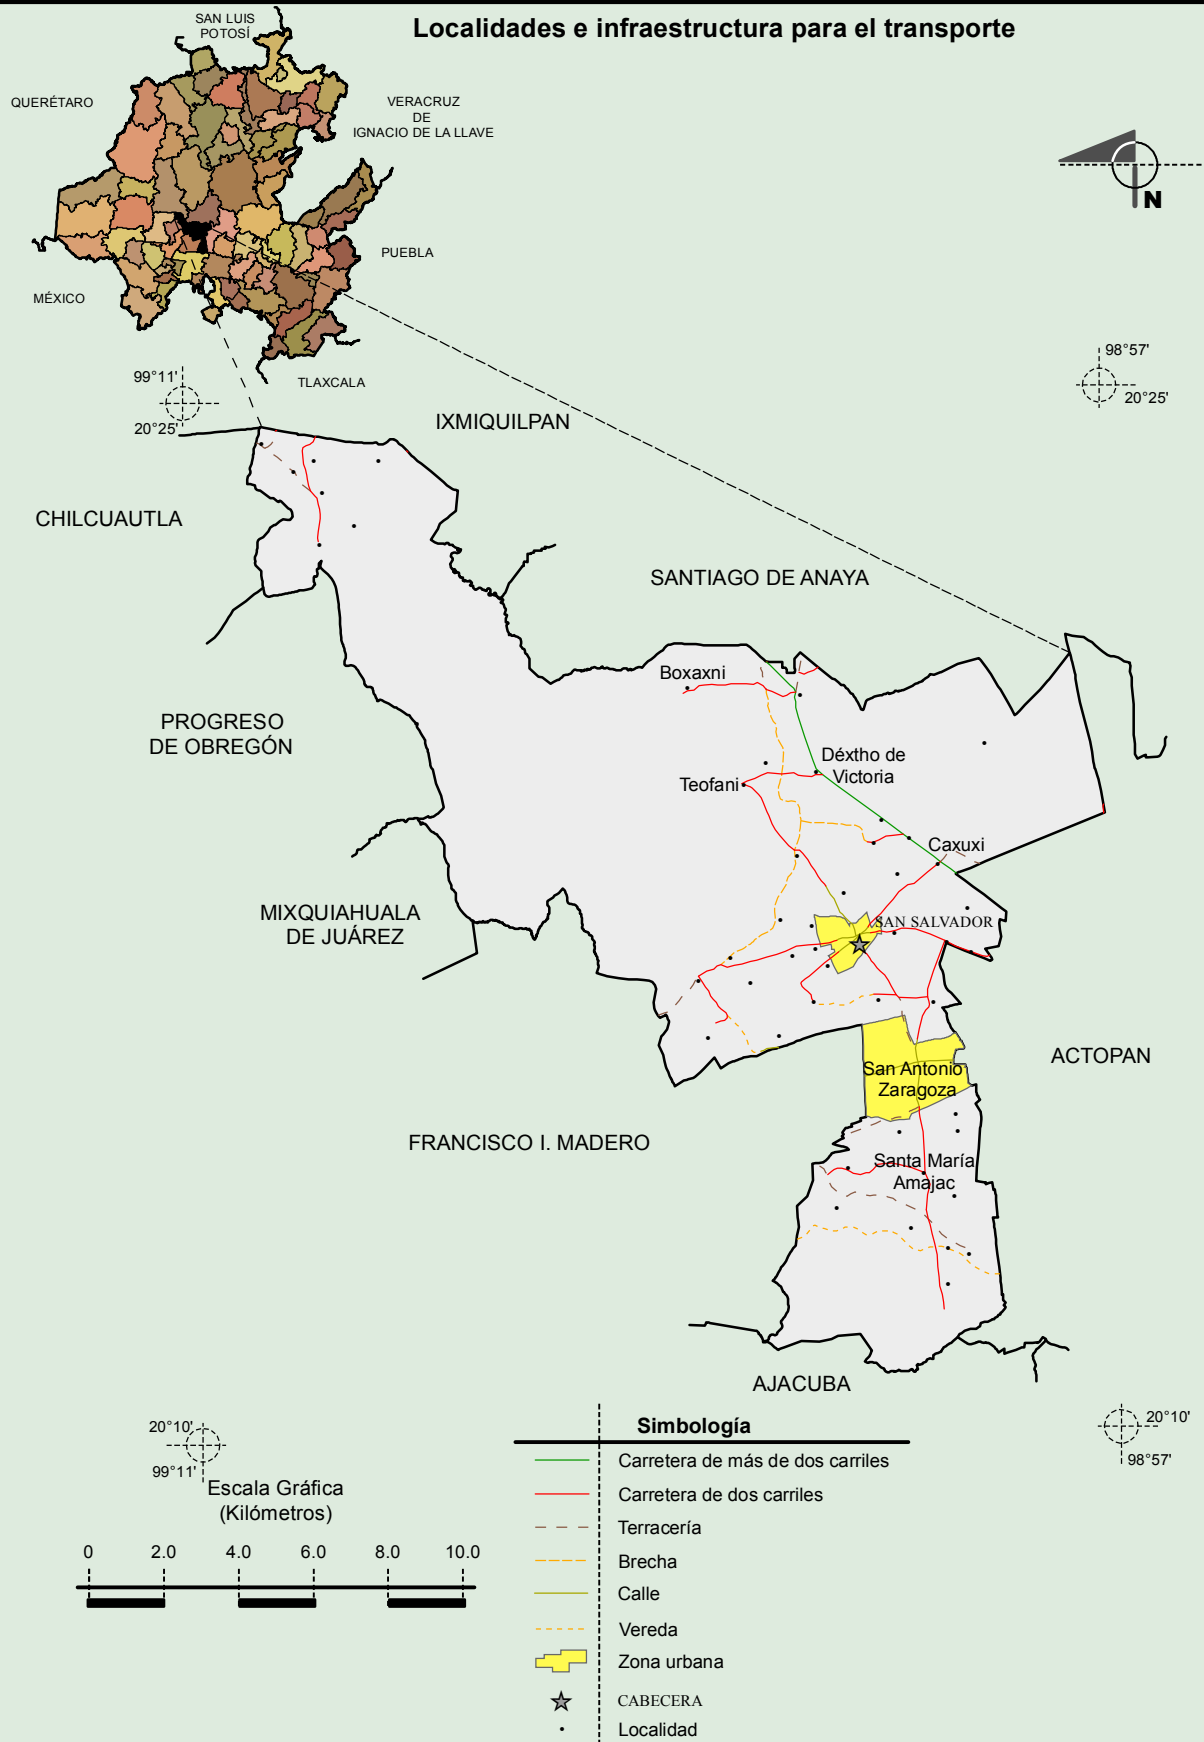 Localidades e infraestructura para el transporte
SAN LUIS
POTOSÍ
QUERÉTARO
VERACRUZ
DE
IGNACIO DE LA LLAVE
PUEBLA
MÉXICO
TLAXCALA
N
99°11'
20°25'
98°57'
20°25'
IXMIQUILPAN
CHILCUAUTLA
SANTIAGO DE ANAYA
Boxaxni
PROGRESO
DE OBREGÓN
Déxtho de
Victoria
Teofani
Caxuxi
MIXQUIAHUALA
DE JUÁREZ
SAN SALVADOR
ACTOPAN
San Antonio
Zaragoza
FRANCISCO I. MADERO
Santa María
Amajac
AJACUBA
20°10'
99°11'
20°10'
98°57'
Escala Gráfica
(Kilómetros)
0 2.0 4.0 6.0 8.0 10.0
Simbología
Carretera de más de dos carriles
Carretera de dos carriles
Terracería
Brecha
Calle
Vereda
Zona urbana
CABECERA
Localidad